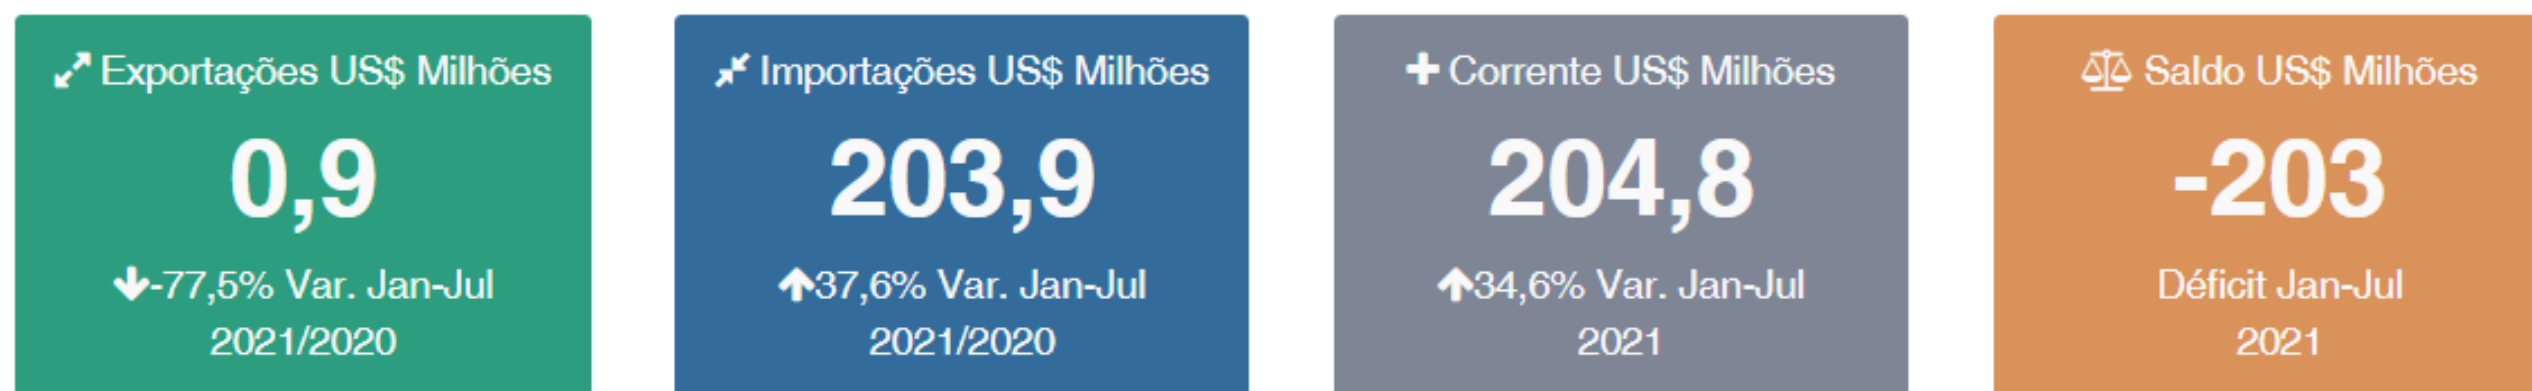 Exportações US$ Milhões
0,9
-77,5% Var. Jan-Jul
2021/2020
Importações US$ Milhões
203,9
37,6% Var. Jan-Jul
2021/2020
Corrente US$ Milhões
204,8
34,6% Var. Jan-Jul
2021
Saldo US$ Milhões
-203
Déficit Jan-Jul
2021